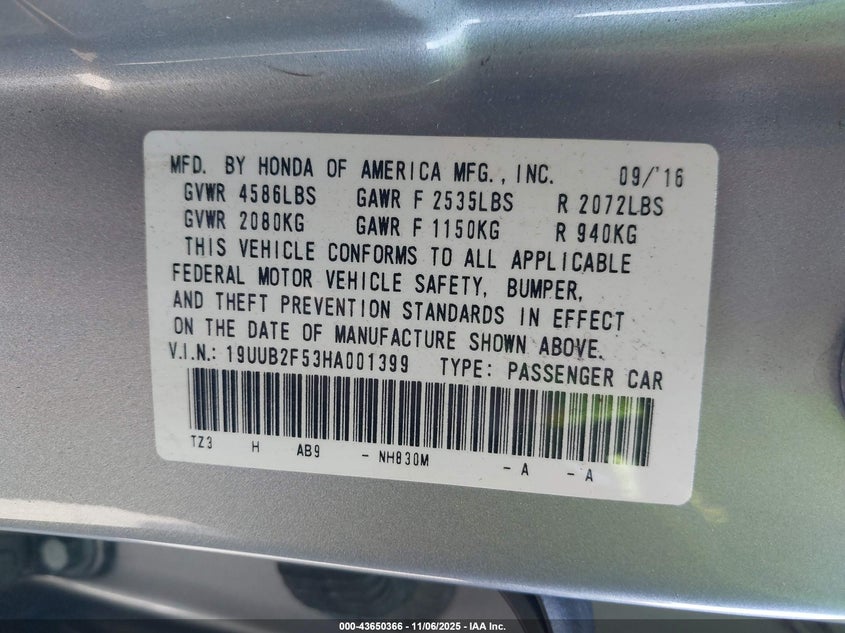 MFD. BY HONDA OF AMERICA MFG., INC. 09/'16
GVWR 4586LBS GAWR F 2535LBS R 2072LBS
GVWR 2080KG GAWR F 1150KG R 940KG
THIS VEHICLE CONFORMS TO ALL APPLICABLE
FEDERAL MOTOR VEHICLE SAFETY, BUMPER,
AND THEFT PREVENTION STANDARDS IN EFFECT
ON THE DATE OF MANUFACTURE SHOWN ABOVE.
V.I.N.: 19UUB2F53HA001399 TYPE: PASSENGER CAR
TZ3 H AB9 - NH830M - A - A
000-43650366 - 11/06/2025 - IAA Inc.